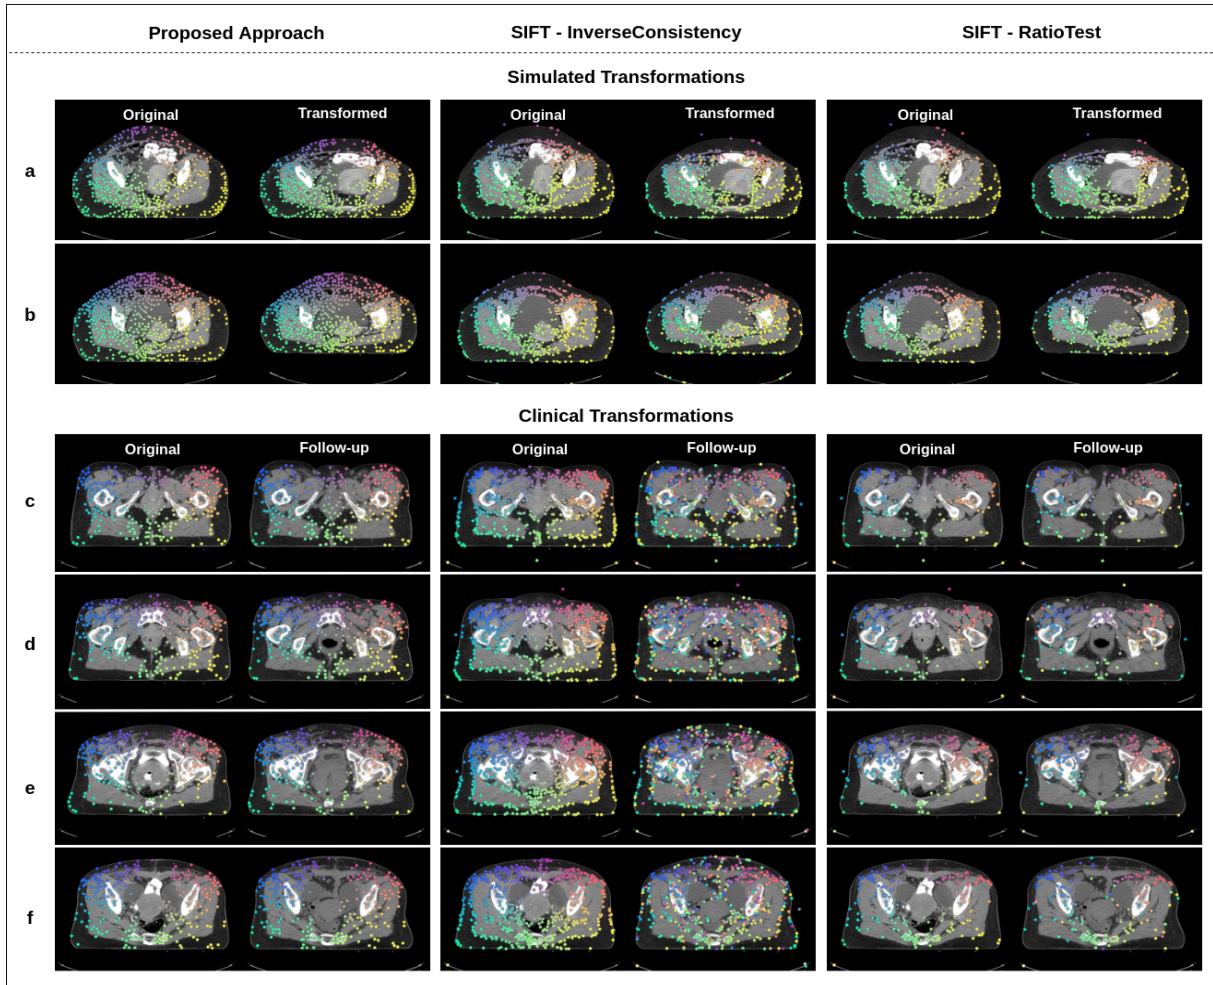 Proposed Approach SIFT - InverseConsistency SIFT - RatioTest
Simulated Transformations
Original Transformed Original Transformed Original Transformed
a
b
Clinical Transformations
Original Follow-up Original Follow-up Original Follow-up
c
d
e
f